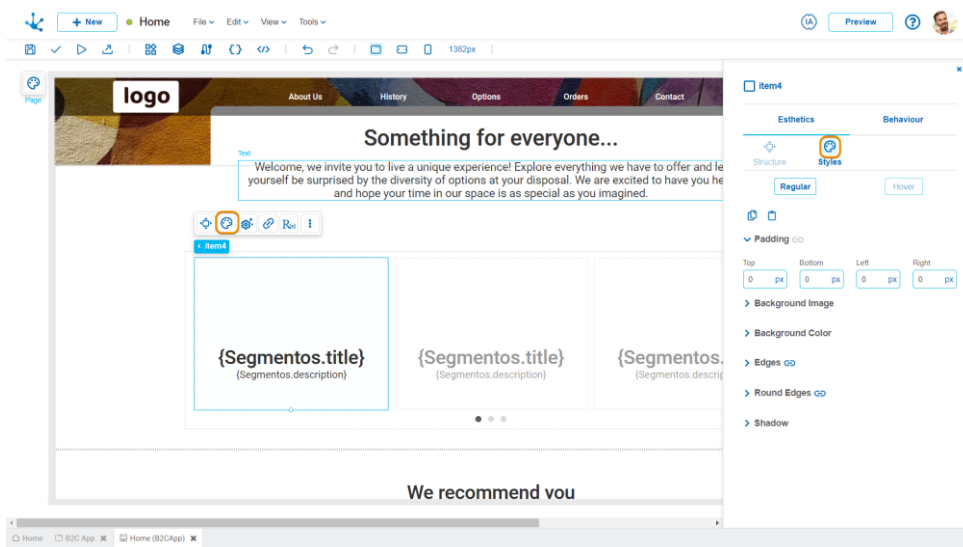 + New
Home
File
Edit
View
Tools
IA
Preview
?
1382px
Page
logo
About Us
History
Options
Orders
Contact
Something for everyone...
Text
Welcome, we invite you to live a unique experience! Explore everything we have to offer and le
yourself be surprised by the diversity of options at your disposal. We are excited to have you he
and hope your time in our space is as special as you imagined.
R(x)
< item4
{Segmentos.title}
{Segmentos.description}
{Segmentos.title}
{Segmentos.description}
{Segmentos.
{Segmentos.descrip
We recommend you
item4
Esthetics
Behaviour
Structure
Styles
Regular
Hover
Padding
Top
Bottom
Left
Right
0 px
0 px
0 px
0 px
Background Image
Background Color
Edges
Round Edges
Shadow
Home
B2C App
Home (B2CApp)